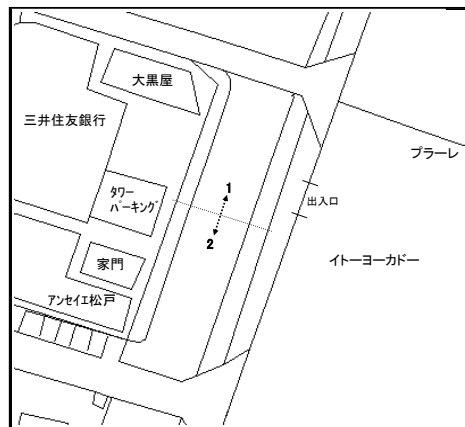 大黒屋
三井住友銀行
プラーレ
タワー
パーキング
1
出入口
2
家門
イトーヨーカドー
アンセイエ松戸